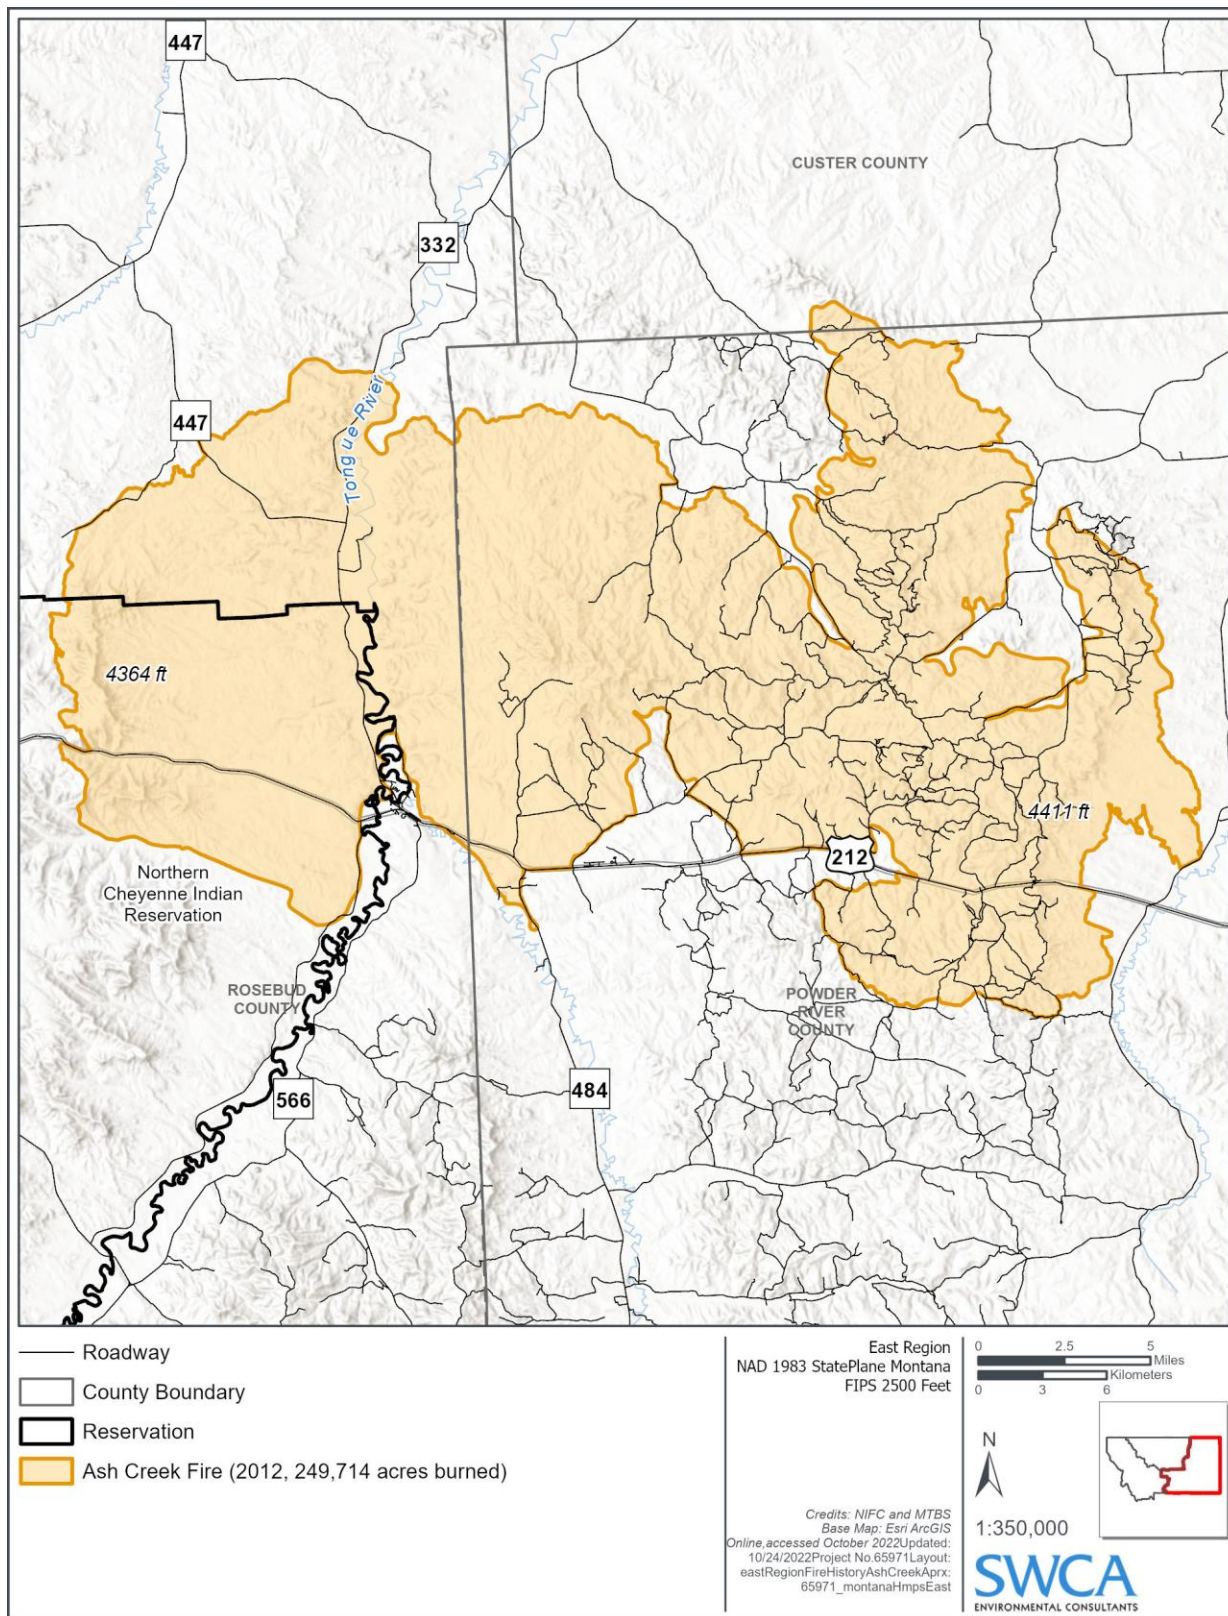 447
CUSTER COUNTY
332
447
Tongue River
4364 ft
4411 ft
212
Northern
Cheyenne Indian
Reservation
ROSEBUD
COUNTY
POWDER
RIVER
COUNTY
566
484
Roadway
County Boundary
Reservation
Ash Creek Fire (2012, 249,714 acres burned)
East Region
NAD 1983 StatePlane Montana
FIPS 2500 Feet
Credits: NIFC and MTBS
Base Map: Esri ArcGIS
Online,accessed October 2022Updated:
10/24/2022Project No.65971Layout:
eastRegionFireHistoryAshCreekAprx:
65971_montanaHmpsEast
0 2.5 5
Miles
Kilometers
0 3 6
N
1:350,000
SWCA
ENVIRONMENTAL CONSULTANTS